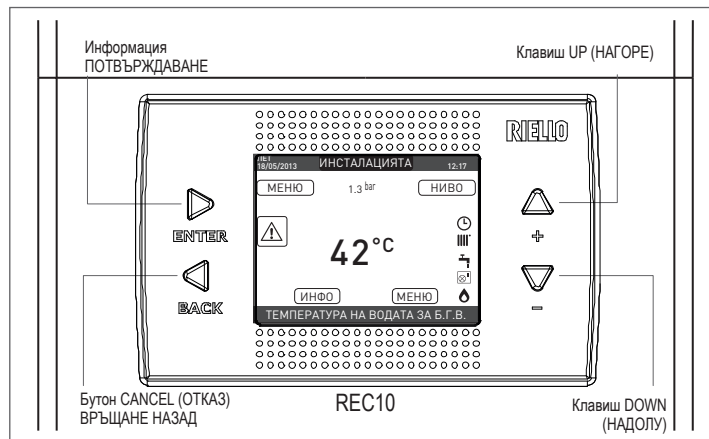 Информация
ПОТВЪРЖДАВАНЕ
Клавиш UP (НАГОРЕ)
RIELLO
ПЕТ
18/05/2013
ИНСТАЛАЦИЯТА
12:17
МЕНЮ
1.3 bar
НИВО
ENTER
42°C
+
BACK
ИНФО
МЕНЮ
−
ТЕМПЕРАТУРА НА ВОДАТА ЗА Б.Г.В.
Бутон CANCEL (ОТКАЗ)
ВРЪЩАНЕ НАЗАД
REC10
Клавиш DOWN
(НАДОЛУ)